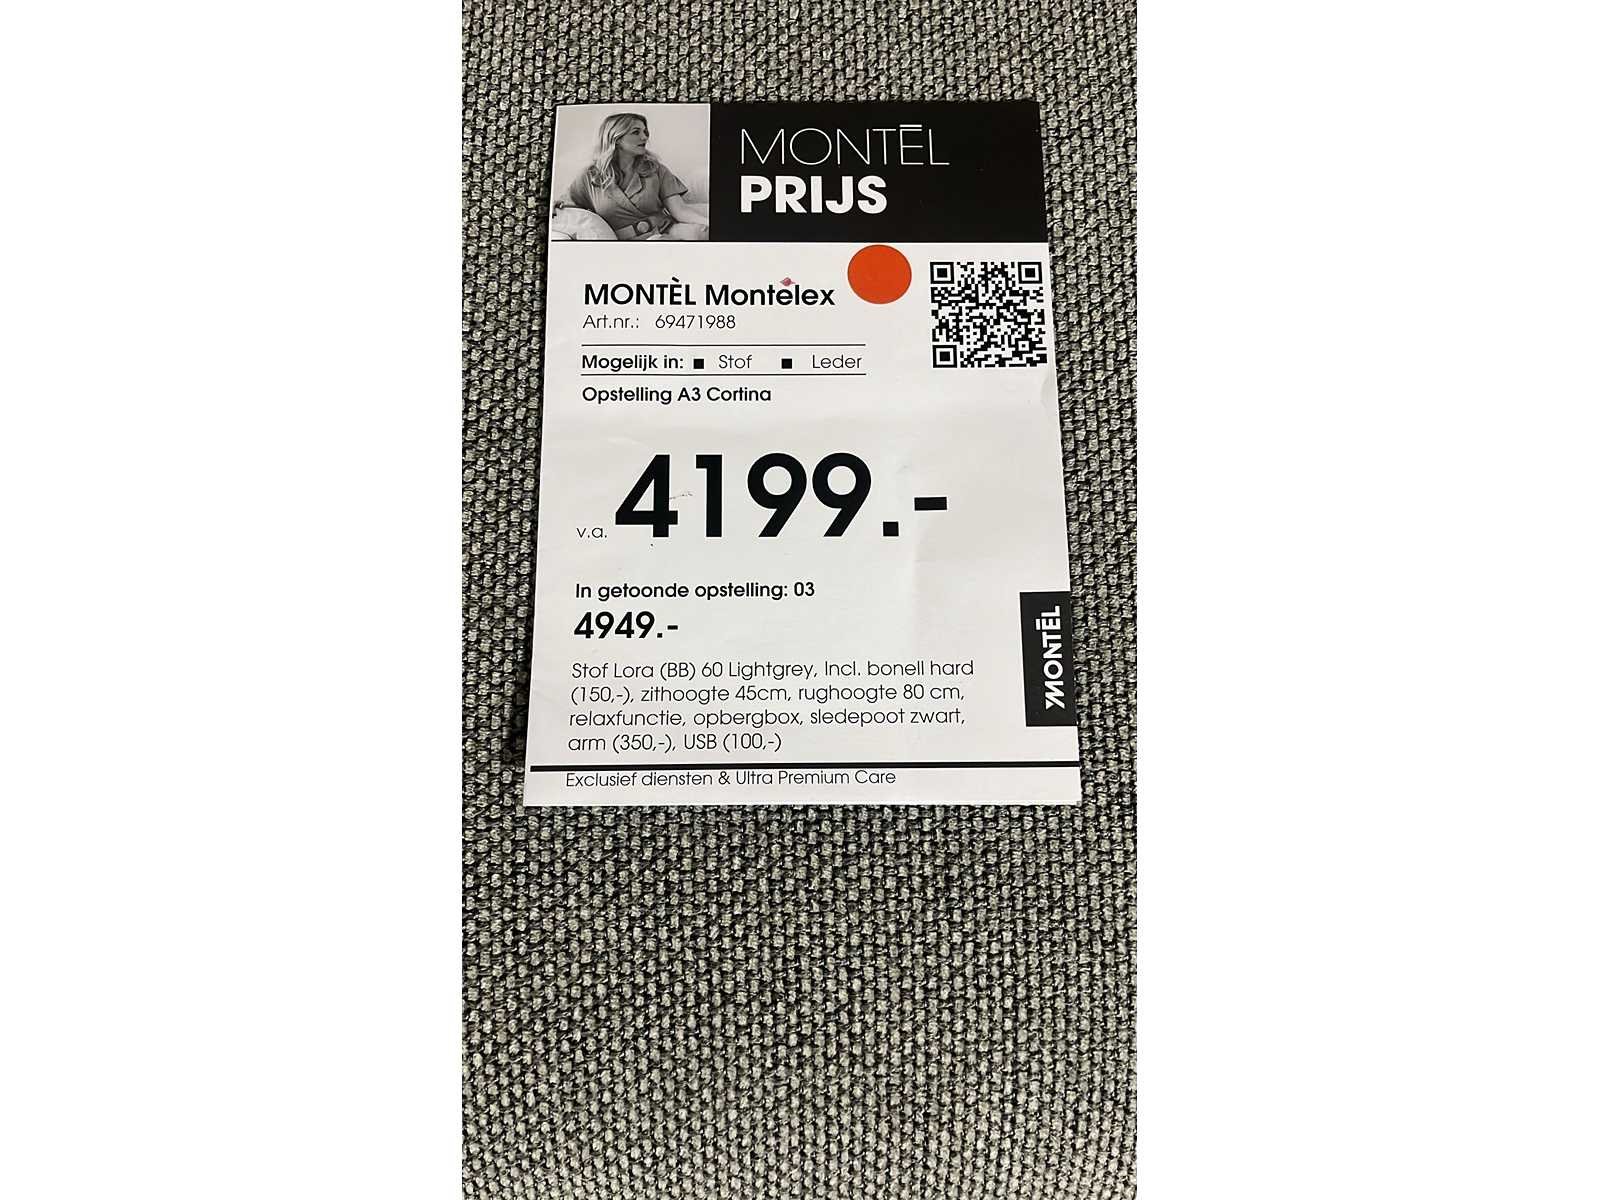 MONTĒL
PRIJS
MONTÈL Montèlex
Art.nr.: 69471988
Mogelijk in: ■ Stof ■ Leder
Opstelling A3 Cortina
v.a. 4199.-
In getoonde opstelling: 03
4949.-
Stof Lora (BB) 60 Lightgrey, Incl. bonell hard
(150,-), zithoogte 45cm, rughoogte 80 cm,
relaxfunctie, opbergbox, sledepoot zwart,
arm (350,-), USB (100,-)
MONTĒL
Exclusief diensten & Ultra Premium Care